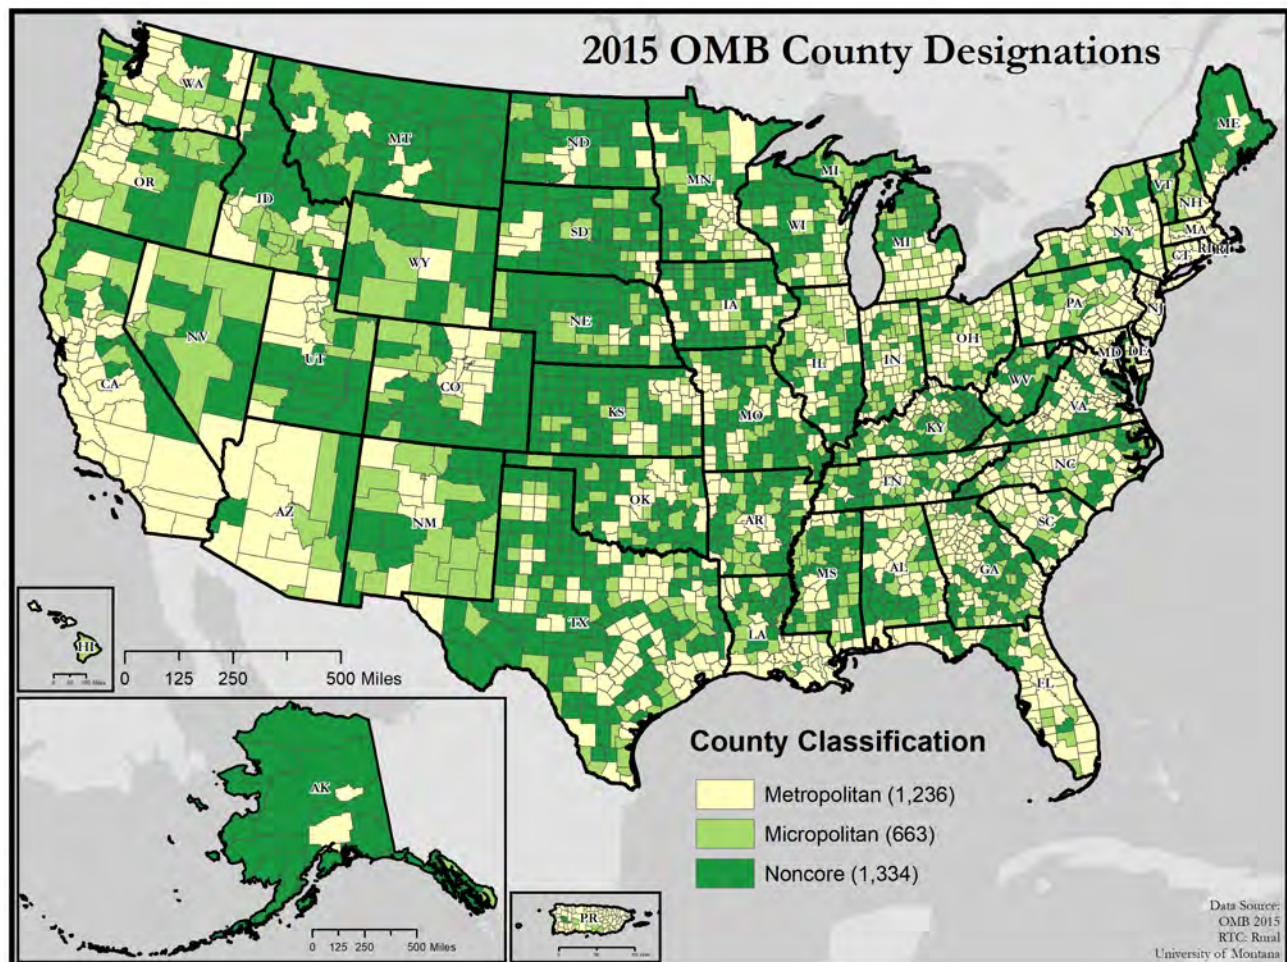 2015 OMB County Designations
WA
MT
ND
MN
ME
OR
ID
SD
WI
MI
MI
VT
NH
NY
MA
CT
RI
WY
IA
NE
PA
NJ
NV
UT
CO
IL
IN
OH
MD
DE
WV
VA
CA
KS
MO
KY
NC
TN
AZ
NM
OK
AR
SC
MS
AL
GA
TX
LA
FL
HI
0 125 250 500 Miles
AK
0 125 250 500 Miles
PR
County Classification
Metropolitan (1,236)
Micropolitan (663)
Noncore (1,334)
Data Source:
OMB 2015
RTC: Rural
University of Montana